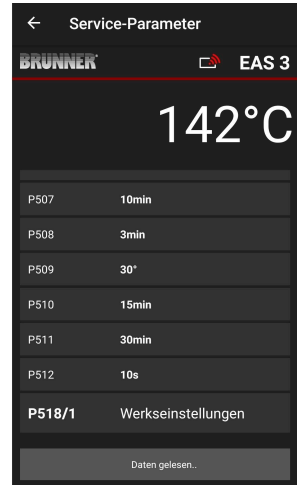 Service-Parameter
BRUNNER EAS 3
142°C
P507 10min
P508 3min
P509 30°
P510 15min
P511 30min
P512 10s
P518/1 Werkseinstellungen
Daten gelesen..